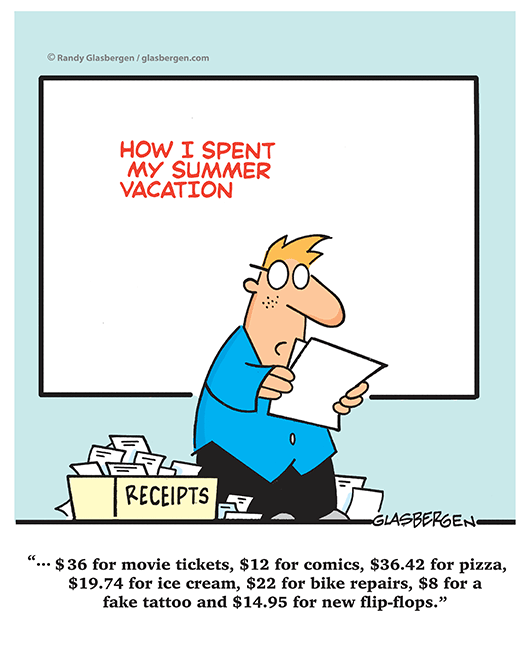 © Randy Glasbergen / glasbergen.com
HOW I SPENT
MY SUMMER
VACATION
RECEIPTS
GLASBERGEN
“··· $36 for movie tickets, $12 for comics, $36.42 for pizza,
$19.74 for ice cream, $22 for bike repairs, $8 for a
fake tattoo and $14.95 for new flip-flops.”